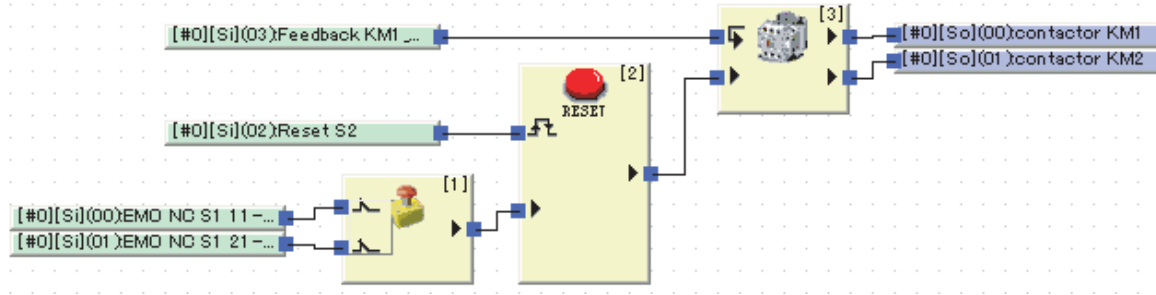 [#0][Si](03):Feedback KM1_...
[3]
[#0][So](00):contactor KM1
[#0][So](01):contactor KM2
[2]
RESET
[#0][Si](02):Reset S2
[1]
[#0][Si](00):EMO NC S1 11-...
[#0][Si](01):EMO NC S1 21-...